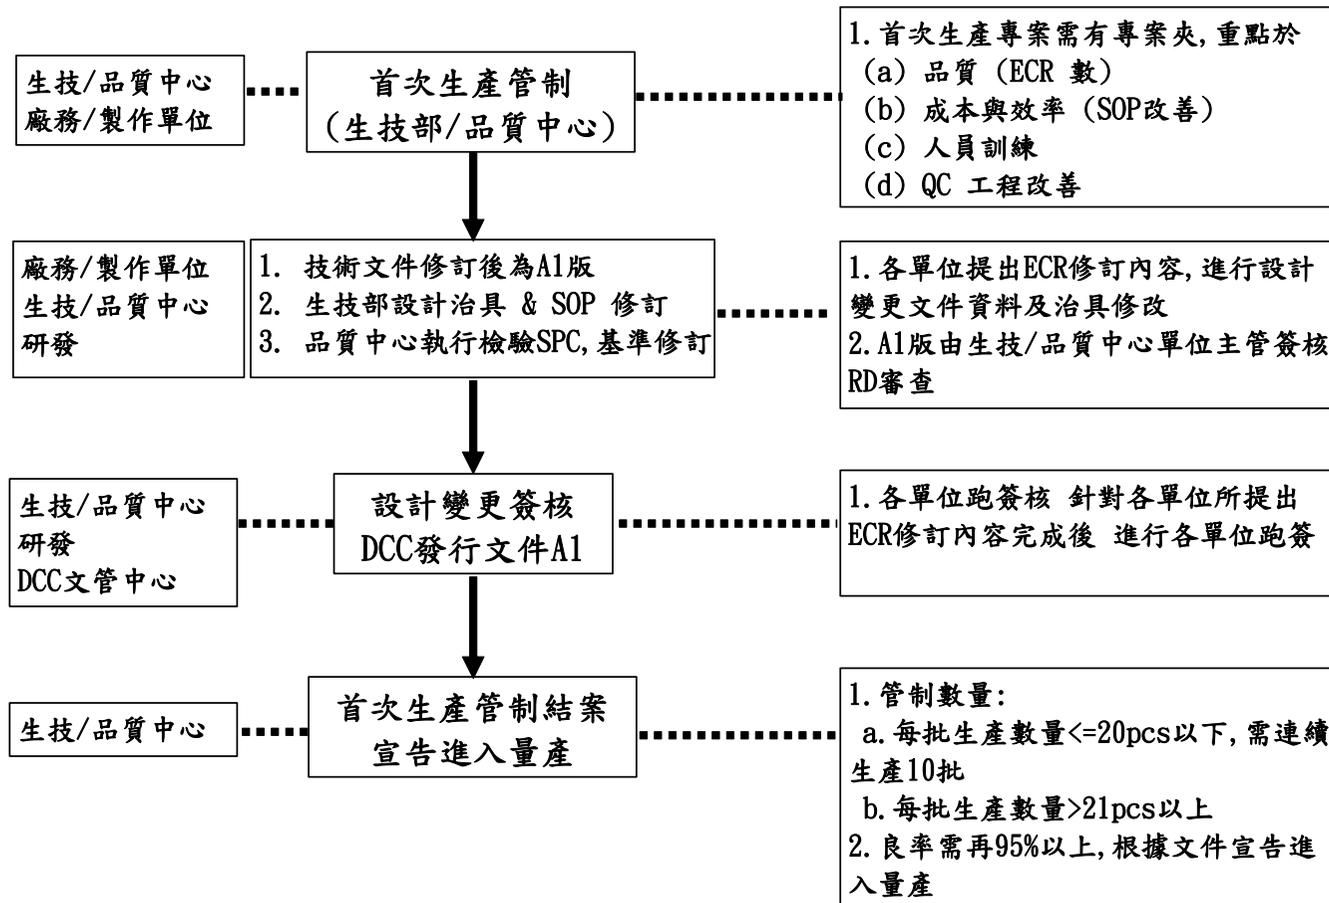 生技/品質中心
廠務/製作單位
首次生產管制
(生技部/品質中心)
1.首次生產專案需有專案夾,重點於
(a) 品質 (ECR 數)
(b) 成本與效率 (SOP改善)
(c) 人員訓練
(d) QC 工程改善
廠務/製作單位
生技/品質中心
研發
1. 技術文件修訂後為A1版
2. 生技部設計治具 & SOP 修訂
3. 品質中心執行檢驗SPC,基準修訂
1.各單位提出ECR修訂內容,進行設計
變更文件資料及治具修改
2.A1版由生技/品質中心單位主管簽核
RD審查
生技/品質中心
研發
DCC文管中心
設計變更簽核
DCC發行文件A1
1.各單位跑簽核 針對各單位所提出
ECR修訂內容完成後 進行各單位跑簽
生技/品質中心
首次生產管制結案
宣告進入量產
1.管制數量:
a.每批生產數量<=20pcs以下,需連續
生產10批
b.每批生產數量>21pcs以上
2.良率需再95%以上,根據文件宣告進
入量產